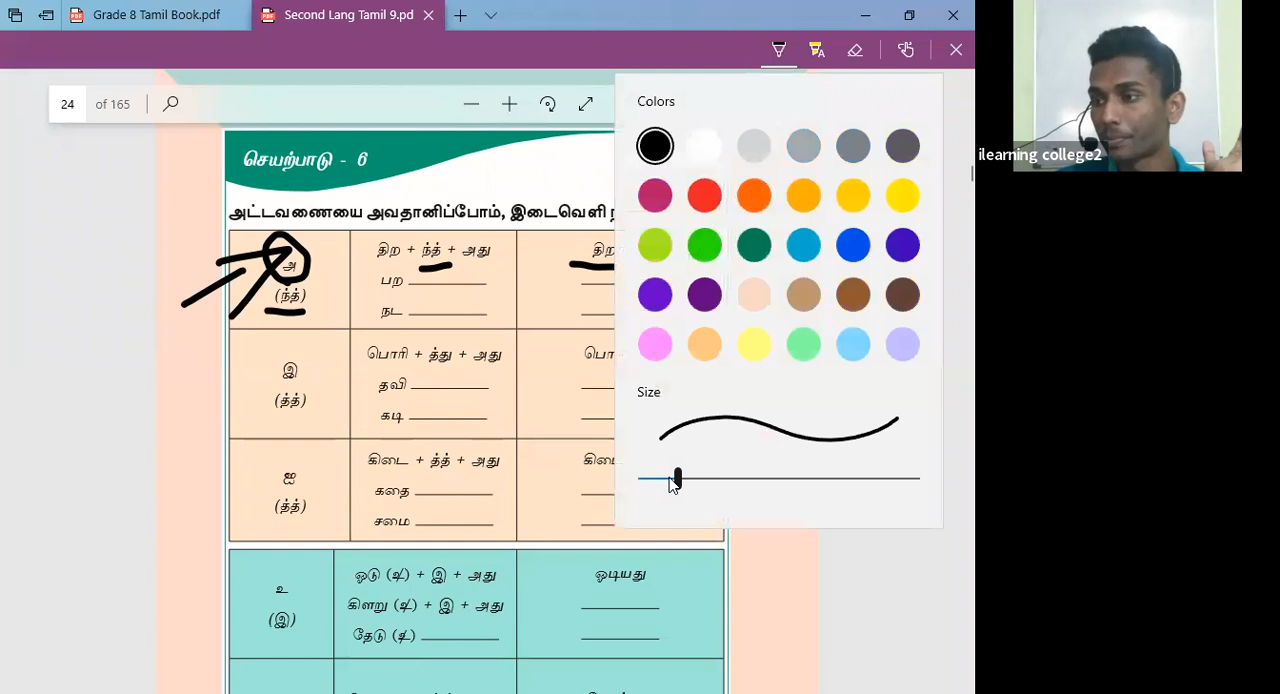 Grade 8 Tamil Book.pdf
Second Lang Tamil 9.pd
24 of 165
Colors
ilearning college2
செயற்பாடு - 6
அட்டவணையை அவதானிப்போம், இடைவெளி
அ
திற + ந்த் + அது
திற
பற
(ந்த்)
நட
பொரி + த்து + அது
பொ
இ
தவி
(த்த்)
கடி
Size
கிடை + த்த் + அது
கிடை
ஐ
கதை
(த்த்)
சமை
ஓடு (உ) + இ + அது
ஓடியது
உ
கிளறு (உ) + இ + அது
(இ)
தேடு (உ)